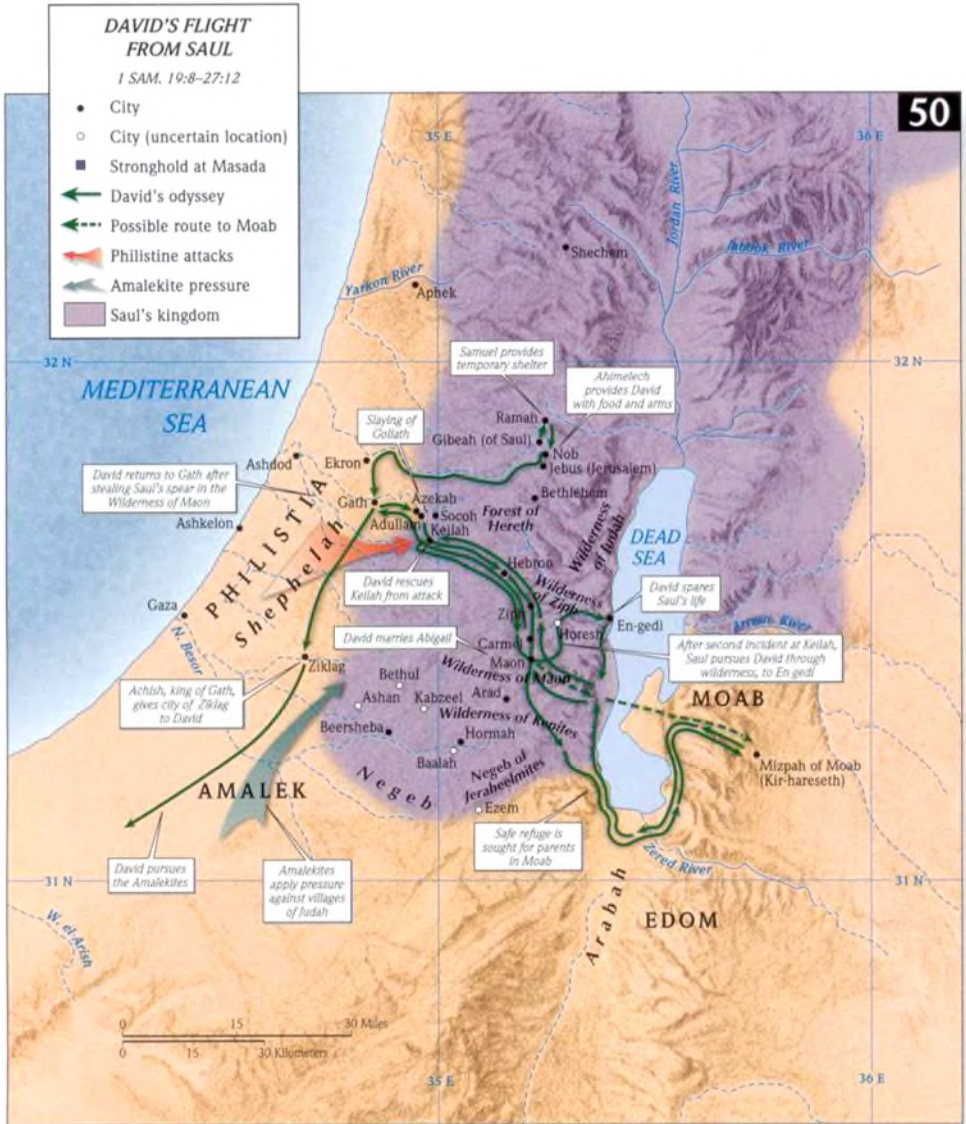 DAVID'S FLIGHT
FROM SAUL
1 SAM. 19:8–27:12
City
City (uncertain location)
Stronghold at Masada
David's odyssey
Possible route to Moab
Philistine attacks
Amalekite pressure
Saul's kingdom
50
35 E
36 E
Jordan River
Jabbok River
Shechem
Yarkon River
Aphek
32 N
32 N
MEDITERRANEAN
SEA
Samuel provides
temporary shelter
Ahimelech
provides David
with food and arms
Ramah
Gibeah (of Saul)
Nob
Jebus (Jerusalem)
Slaying of
Goliath
Ashdod
Ekron
David returns to Gath after
stealing Saul's spear in the
Wilderness of Maon
Gath
Azekah
Socoh
Adullam
Keilah
Bethlehem
Forest of
Hereth
Wilderness
of Judah
Ashkelon
PHILISTIA
Shephelah
DEAD
SEA
Hebron
David rescues
Keilah from attack
Wilderness
of Ziph
David spares
Saul's life
Gaza
N. Besor
Ziph
Horesh
En-gedi
Arnon River
David marries Abigail
Carmel
Maon
After second incident at Keilah,
Saul pursues David through
wilderness, to En-gedi
Wilderness of Maon
Ziklag
Bethul
MOAB
Achish, king of Gath,
gives city of Ziklag
to David
Ashan
Kabzeel
Arad
Wilderness of Kenites
Beersheba
Hormah
Baalah
Mizpah of Moab
(Kir-hareseth)
Negeb
Negeb of
Jeraheelmites
AMALEK
Ezem
Safe refuge is
sought for parents
in Moab
Zered River
David pursues
the Amalekites
Amalekites
apply pressure
against villages
of Judah
31 N
31 N
Arabah
EDOM
W. el-Arish
0 15 30 Miles
0 15 30 Kilometers
35 E
36 E